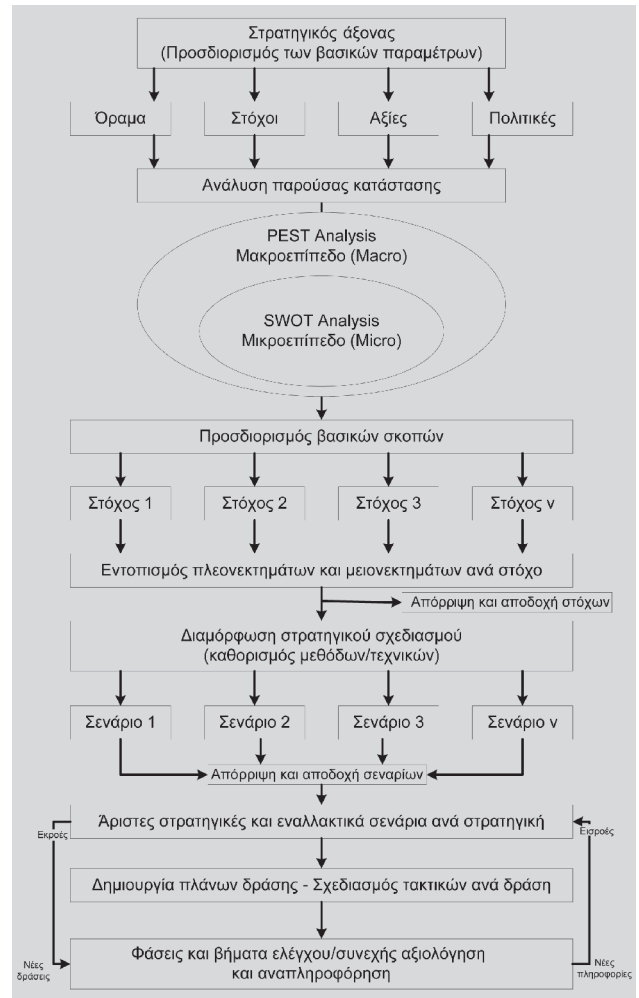 Στρατηγικός άξονας
(Προσδιορισμός των βασικών παραμέτρων)
Όραμα
Στόχοι
Αξίες
Πολιτικές
Ανάλυση παρούσας κατάστασης
PEST Analysis
Μακροεπίπεδο (Macro)
SWOT Analysis
Μικροεπίπεδο (Micro)
Προσδιορισμός βασικών σκοπών
Στόχος 1
Στόχος 2
Στόχος 3
Στόχος ν
Εντοπισμός πλεονεκτημάτων και μειονεκτημάτων ανά στόχο
Απόρριψη και αποδοχή στόχων
Διαμόρφωση στρατηγικού σχεδιασμού
(καθορισμός μεθόδων/τεχνικών)
Σενάριο 1
Σενάριο 2
Σενάριο 3
Σενάριο ν
Απόρριψη και αποδοχή σεναρίων
Άριστες στρατηγικές και εναλλακτικά σενάρια ανά στρατηγική
Εκροές
Εισροές
Δημιουργία πλάνων δράσης - Σχεδιασμός τακτικών ανά δράση
Φάσεις και βήματα ελέγχου/συνεχής αξιολόγηση
και αναπληροφόρηση
Νέες
δράσεις
Νέες
πληροφορίες